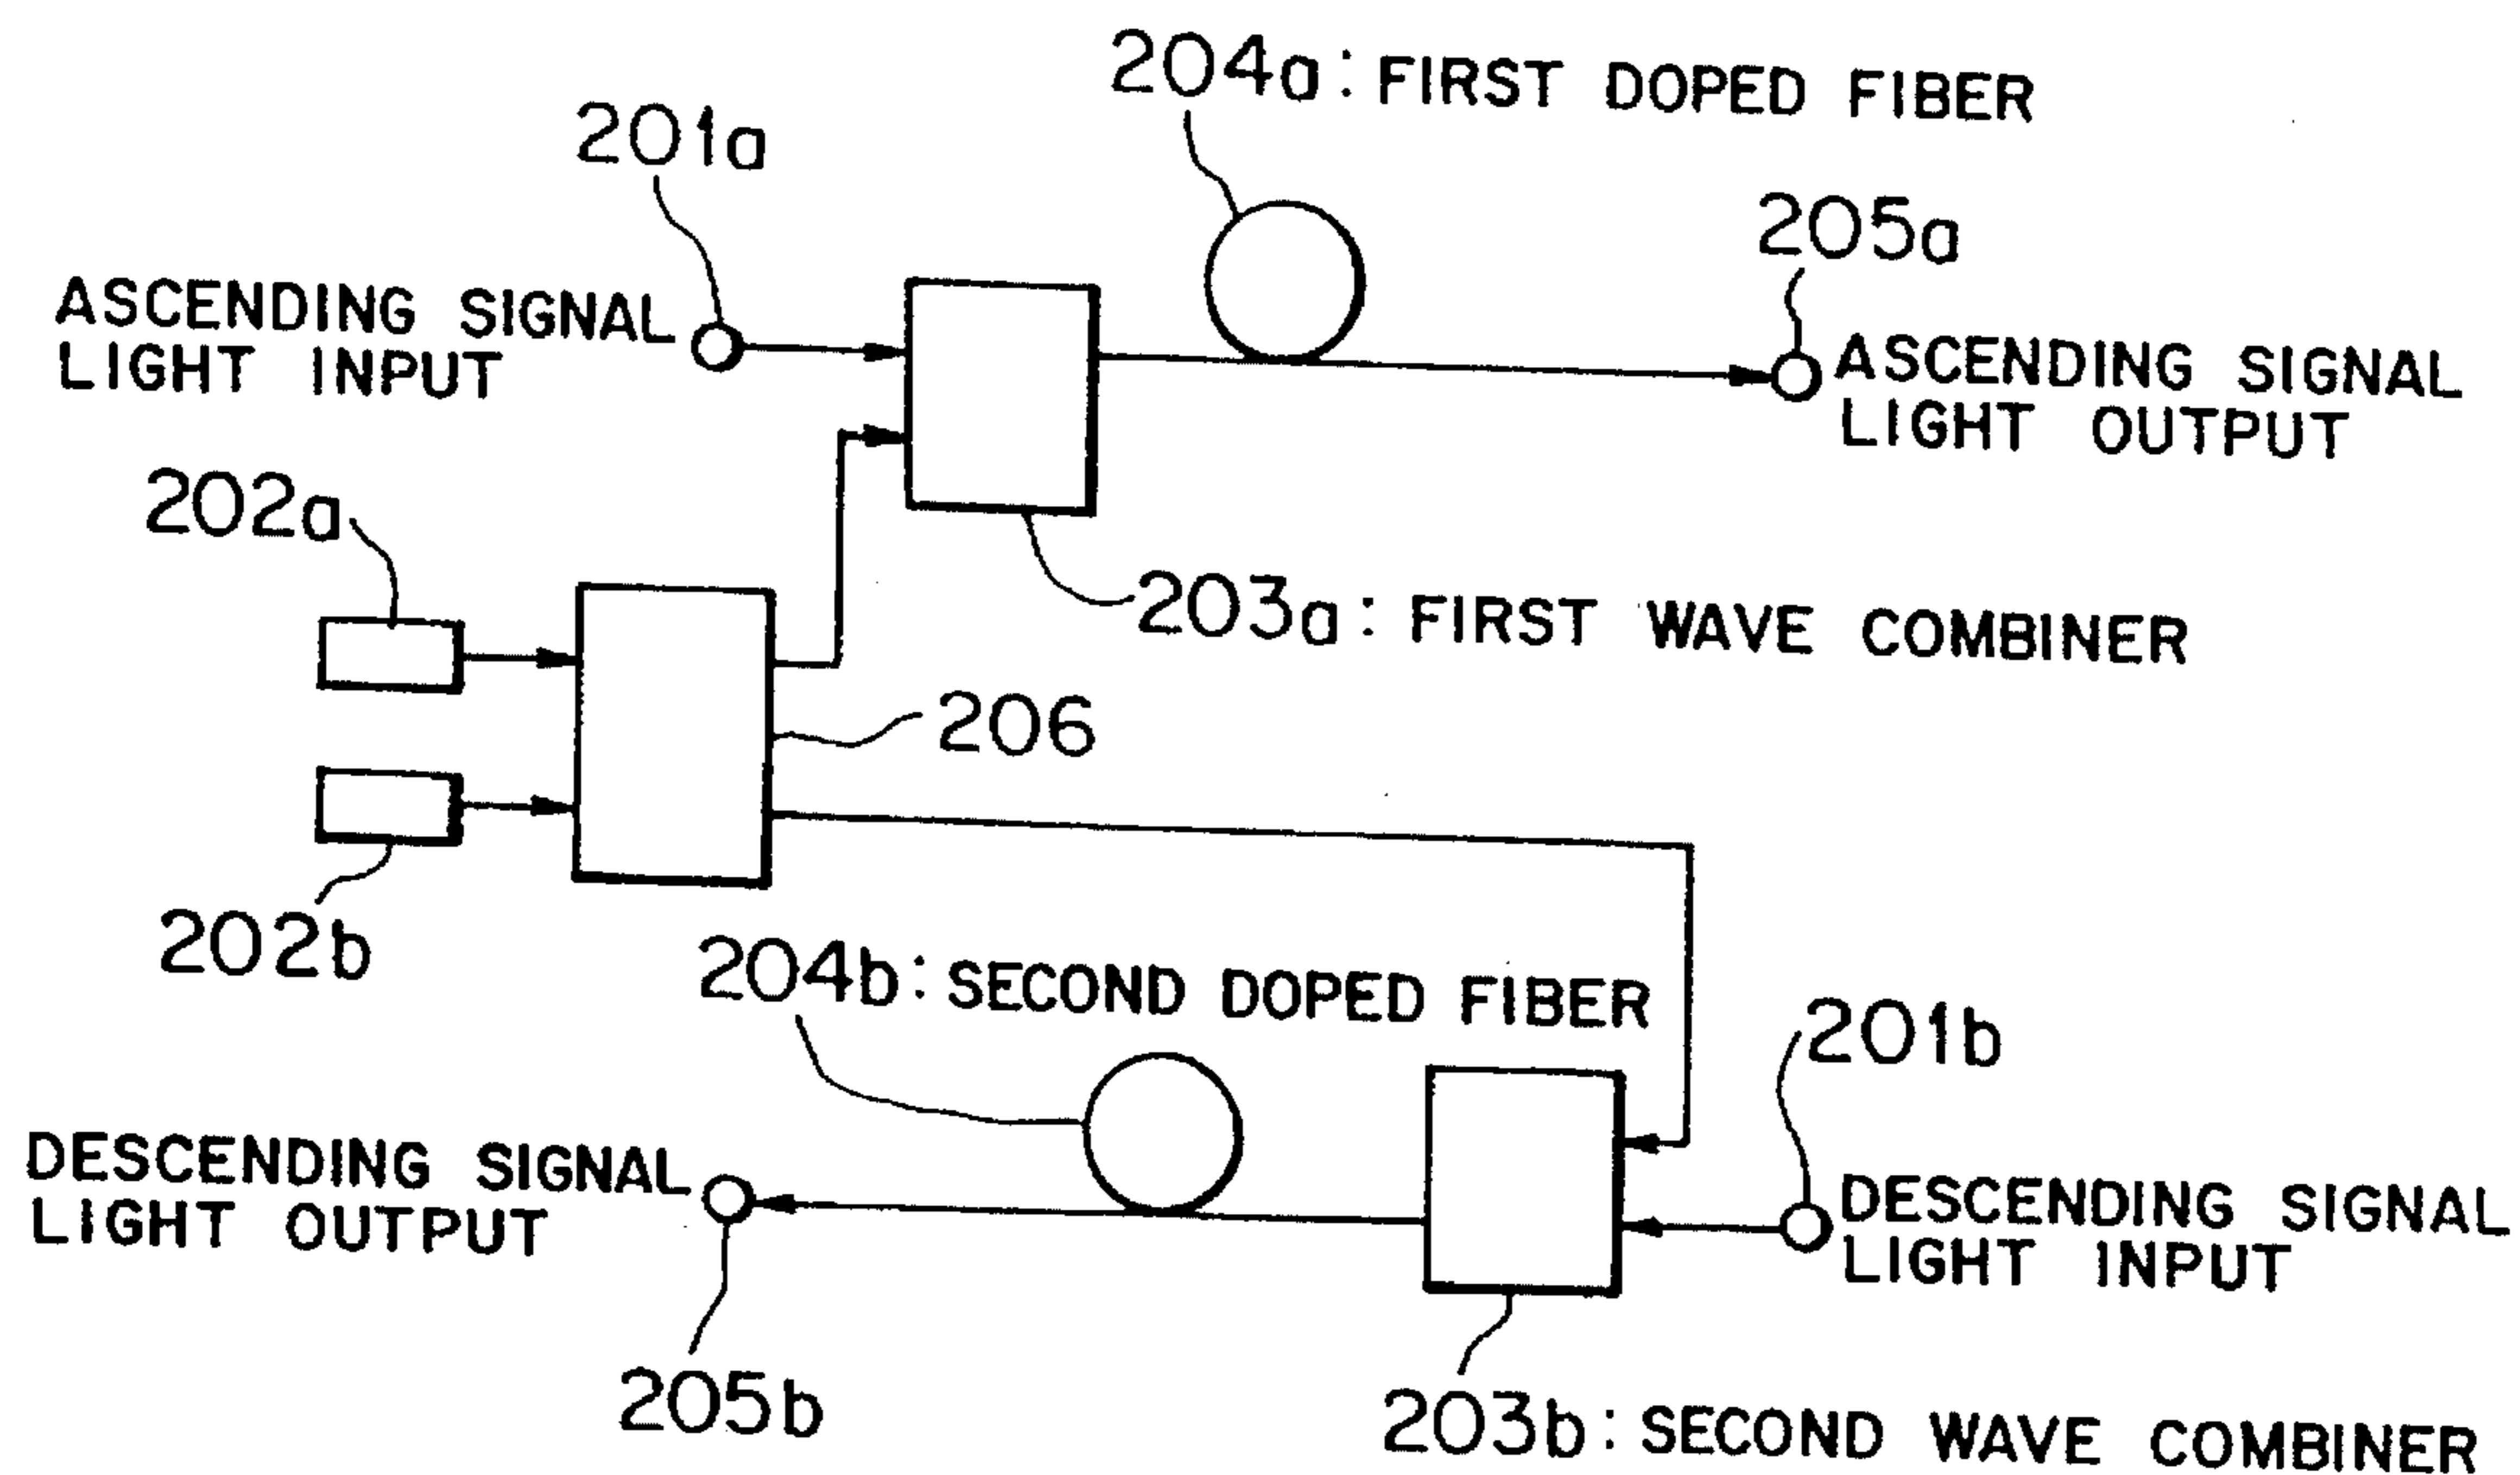 204a: FIRST DOPED FIBER
201a
205a
ASCENDING SIGNAL
LIGHT INPUT
ASCENDING SIGNAL
LIGHT OUTPUT
202a
203a: FIRST WAVE COMBINER
206
202b
204b: SECOND DOPED FIBER
201b
DESCENDING SIGNAL
LIGHT OUTPUT
DESCENDING SIGNAL
LIGHT INPUT
205b
203b: SECOND WAVE COMBINER